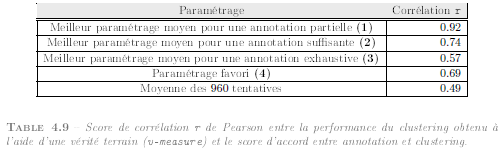 Paramétrage Corrélation r
Meilleur paramètre moyen pour une annotation partielle (1) 0.92
Meilleur paramètre moyen pour une annotation suffisante (2) 0.74
Meilleur paramètre moyen pour une annotation exhaustive (3) 0.57
Paramétrage favori (4) 0.69
Moyenne des 960 tentatives 0.49
TABLE 4.9 – Score de corrélation r de Pearson entre la performance du clustering obtenu à
l'aide d'une vérité terrain (v-measure) et le score d'accord entre annotation et clustering.